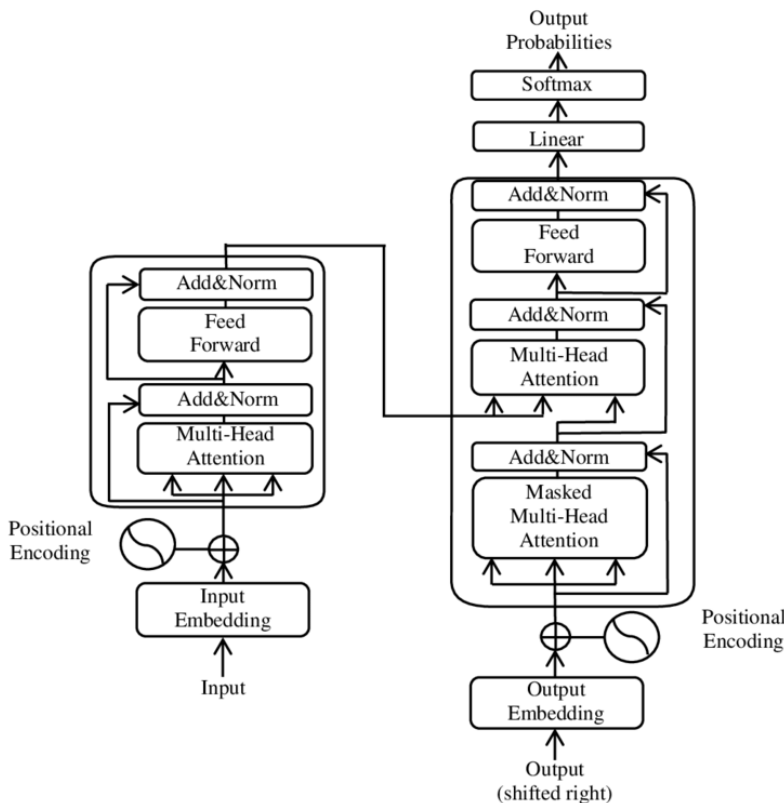 Output
Probabilities
Softmax
Linear
Add&Norm
Feed
Forward
Add&Norm
Multi-Head
Attention
Add&Norm
Masked
Multi-Head
Attention
Positional
Encoding
Output
Embedding
Output
(shifted right)
Add&Norm
Feed
Forward
Add&Norm
Multi-Head
Attention
Positional
Encoding
Input
Embedding
Input